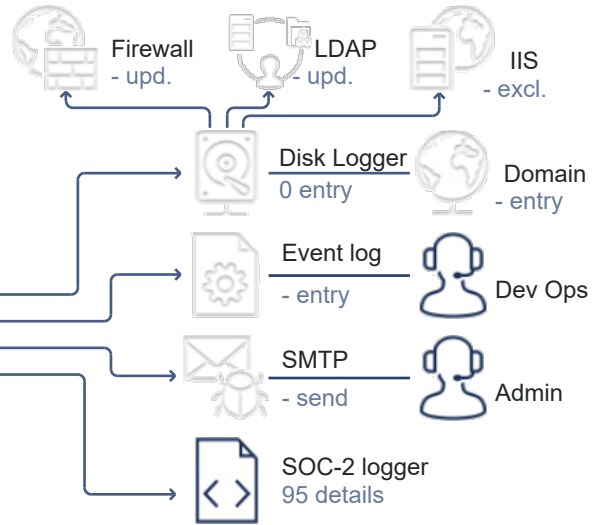 Firewall
- upd.
LDAP
- upd.
IIS
- excl.
Disk Logger
0 entry
Domain
- entry
Event log
- entry
Dev Ops
SMTP
- send
Admin
SOC-2 logger
95 details